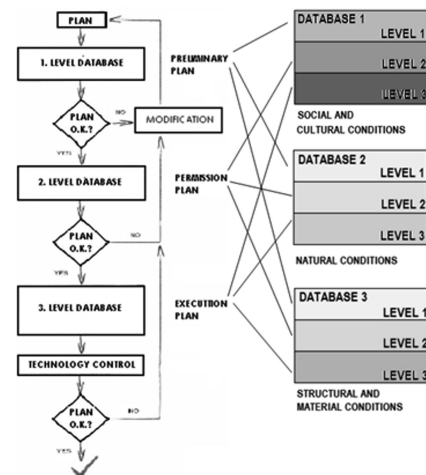 PLAN
1. LEVEL DATABASE
PLAN
O.K.?
NO
MODIFICATION
YES
2. LEVEL DATABASE
PLAN
O.K.?
NO
YES
3. LEVEL DATABASE
TECHNOLOGY CONTROL
PLAN
O.K.?
NO
YES
PRELIMINARY
PLAN
PERMISSION
PLAN
EXECUTION
PLAN
DATABASE 1
LEVEL 1
LEVEL 2
LEVEL 3
SOCIAL AND
CULTURAL CONDITIONS
DATABASE 2
LEVEL 1
LEVEL 2
LEVEL 3
NATURAL CONDITIONS
DATABASE 3
LEVEL 1
LEVEL 2
LEVEL 3
STRUCTURAL AND
MATERIAL CONDITIONS